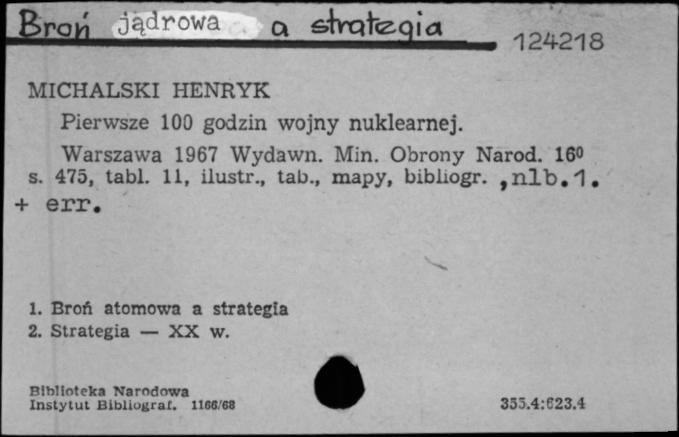 Broń jądrowa a strategia
124218
MICHALSKI HENRYK
Pierwsze 100 godzin wojny nuklearnej.
Warszawa 1967 Wydawn. Min. Obrony Narod. 16⁰
s. 475, tabl. 11, ilustr., tab., mapy, bibliogr. ,nlb.1.
+ err.
1. Broń atomowa a strategia
2. Strategia — XX w.
Biblioteka Narodowa
Instytut Bibliograf. 1166/68
355.4:623.4